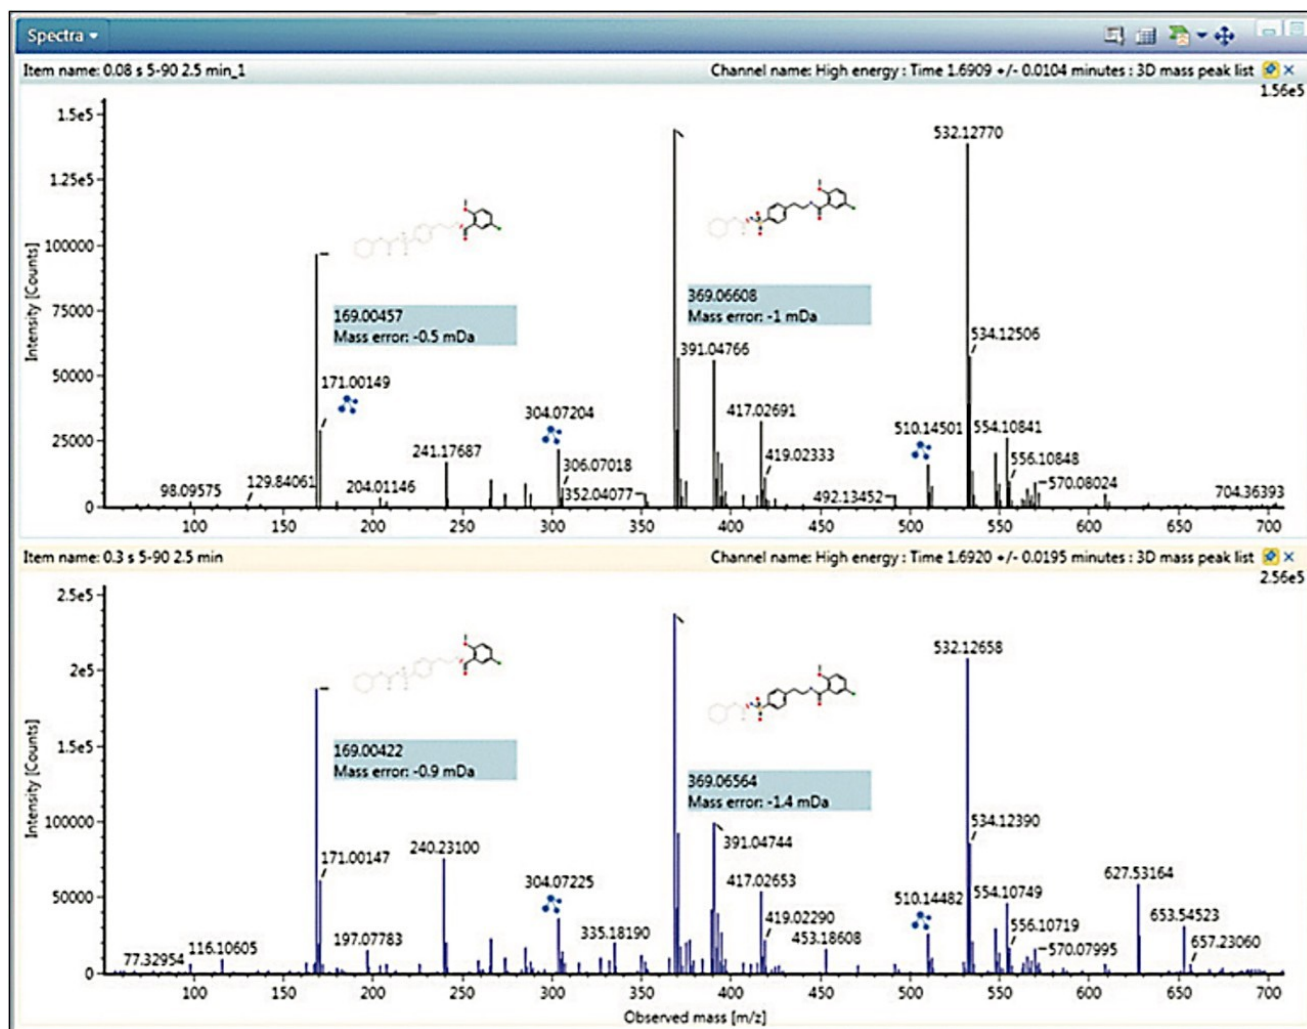 Spectra
Item name: 0.08 s 5-90 2.5 min_1 Channel name: High energy : Time 1.6909 +/- 0.0104 minutes : 3D mass peak list
1.56e5
1.5e5
532.12770
1.25e5
100000
Intensity [Counts]
369.06608
Mass error: -1 mDa
169.00457
Mass error: -0.5 mDa
75000
391.04766
534.12506
50000
171.00149
304.07204
417.02691
510.14501
554.10841
25000
241.17687
306.07018
419.02333
556.10848
98.09575
129.84061
204.01146
352.04077
492.13452
570.08024
704.36393
0
100 150 200 250 300 350 400 450 500 550 600 650 700
Item name: 0.3 s 5-90 2.5 min Channel name: High energy : Time 1.6920 +/- 0.0195 minutes : 3D mass peak list
2.56e5
2.5e5
532.12658
2e5
Intensity [Counts]
169.00422
Mass error: -0.9 mDa
369.06564
Mass error: -1.4 mDa
1.5e5
100000
534.12390
391.04744
240.23100
171.00147
304.07225
417.02653
510.14482
554.10749
627.53164
50000
335.18190
419.02290
556.10719
653.54523
77.32954
116.10605
197.07783
453.18608
570.07995
657.23060
0
100 150 200 250 300 350 400 450 500 550 600 650 700
Observed mass [m/z]